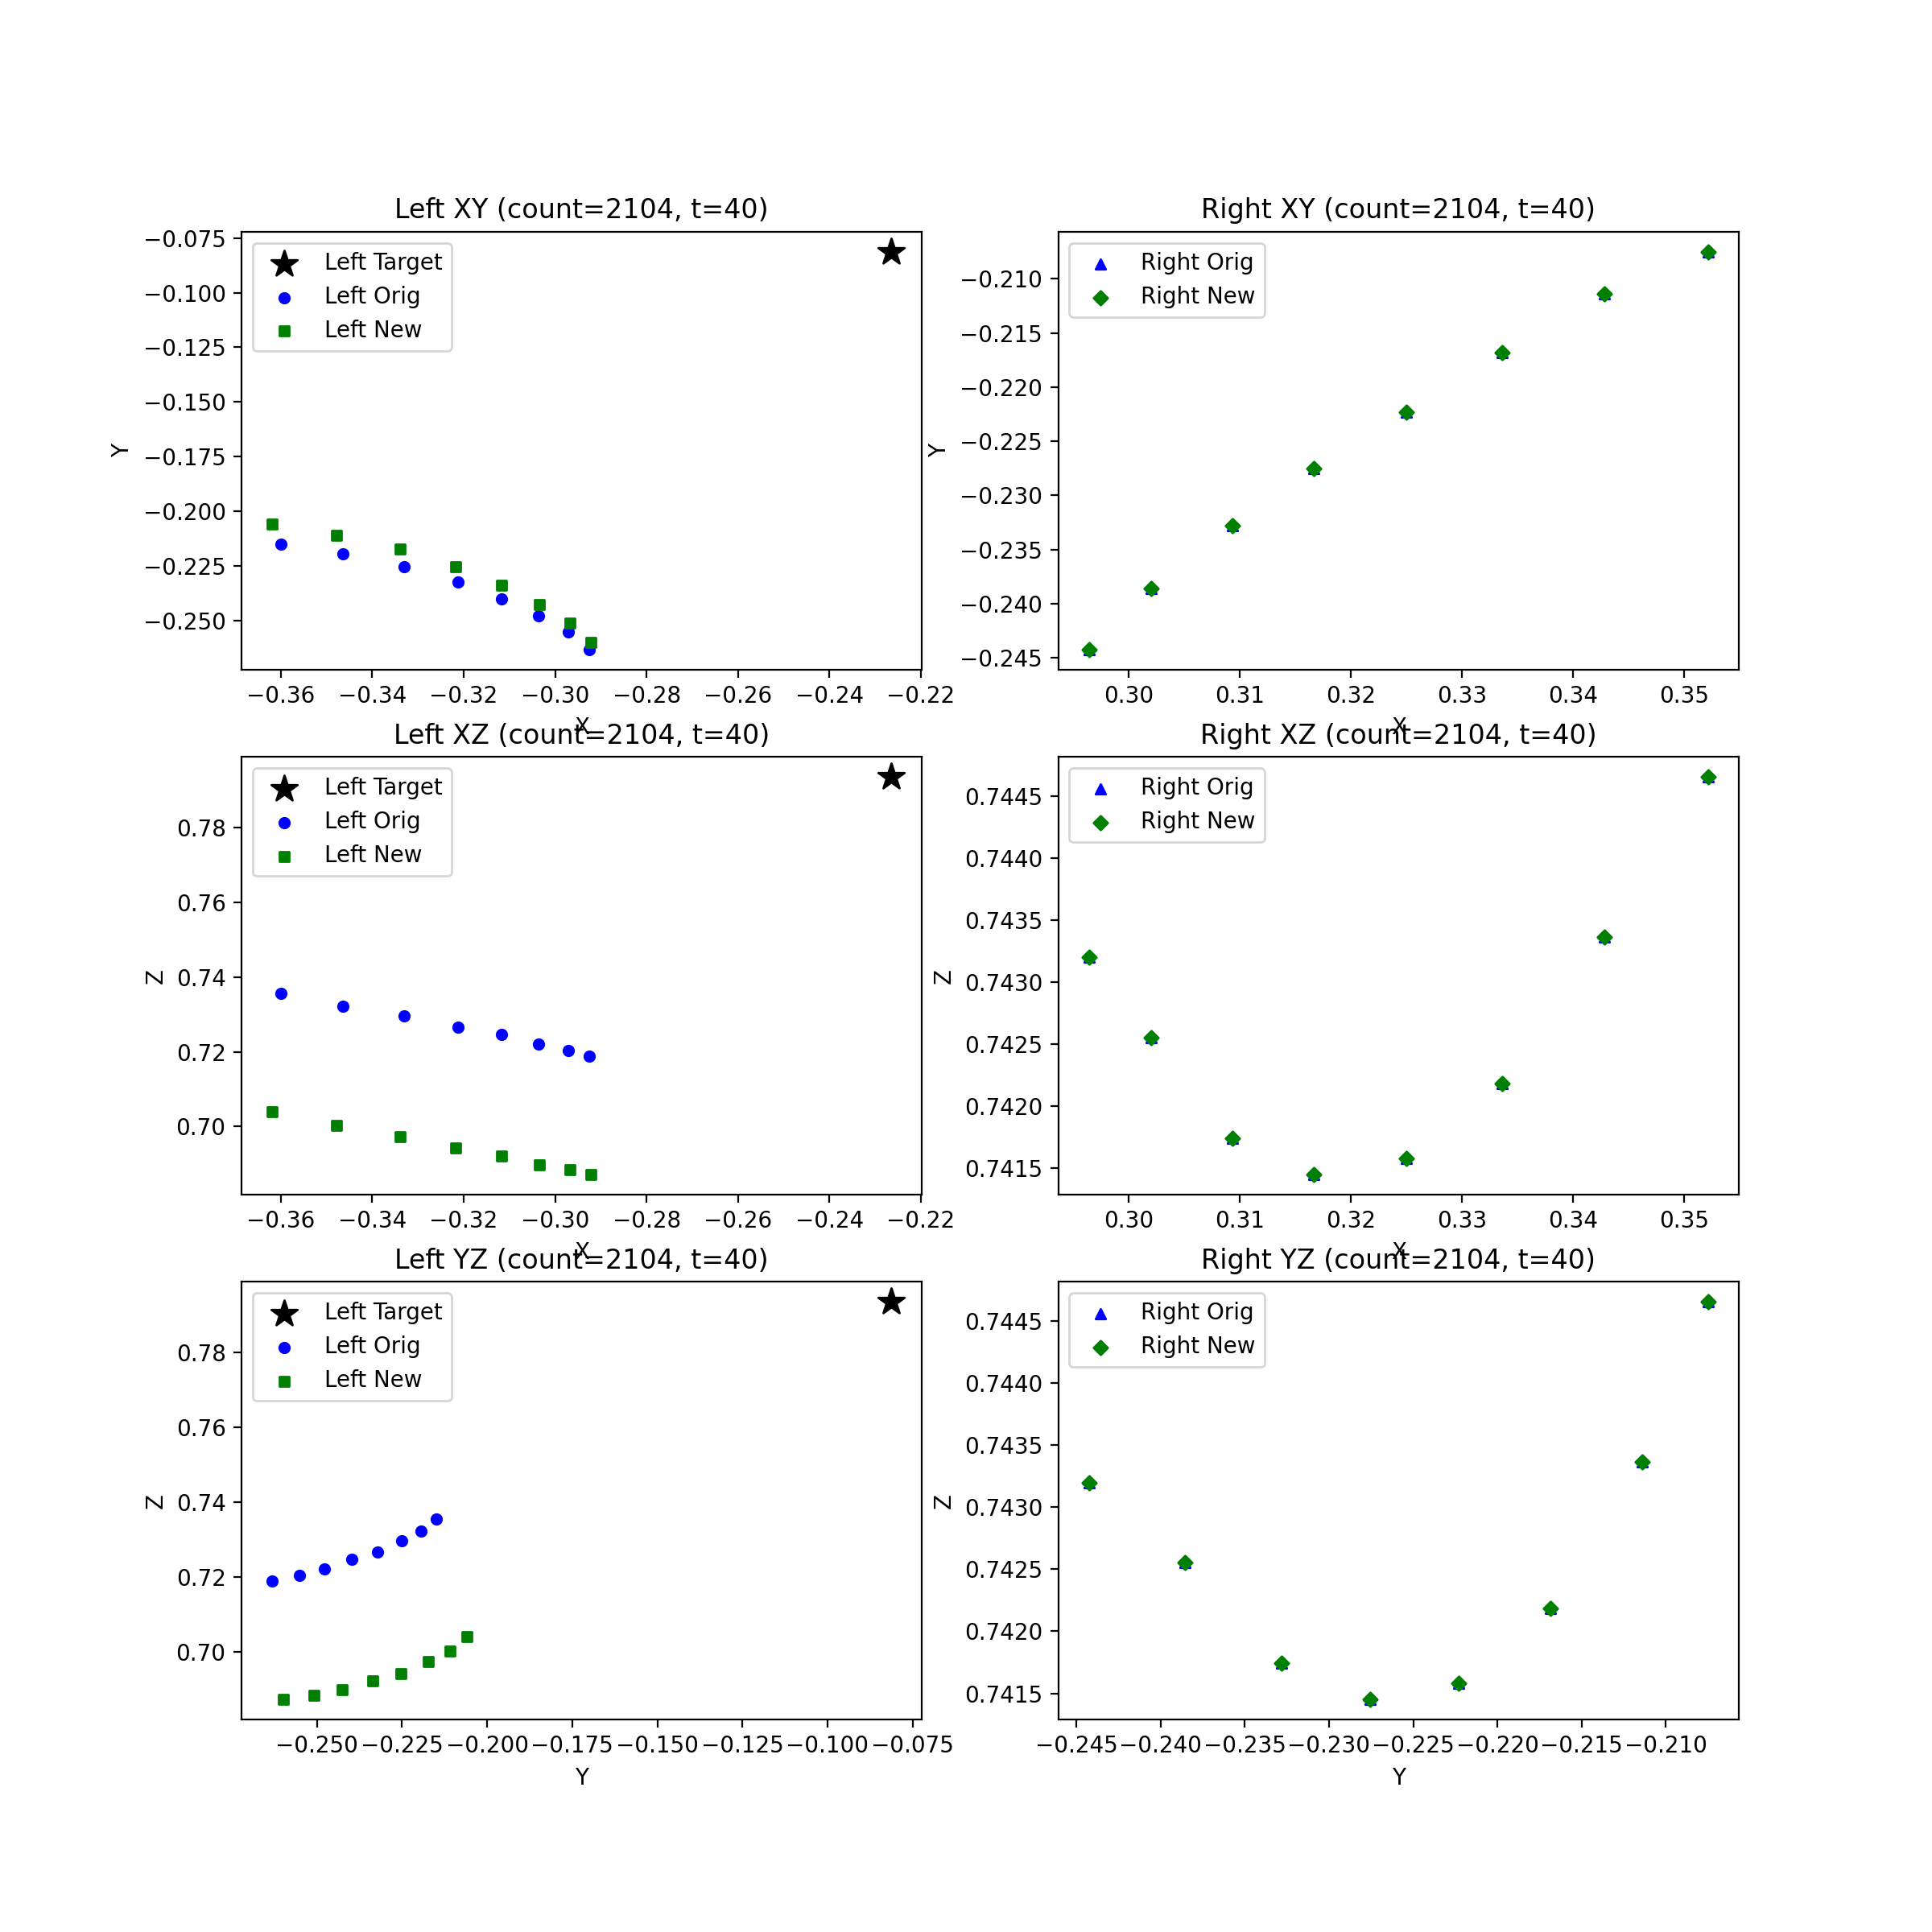 Left XY (count=2104, t=40)
Left Target
Left Orig
Left New
−0.075
−0.100
−0.125
−0.150
−0.175
−0.200
−0.225
−0.250
Y
−0.36 −0.34 −0.32 −0.30 −0.28 −0.26 −0.24 −0.22
X
Right XY (count=2104, t=40)
Right Orig
Right New
−0.210
−0.215
−0.220
−0.225
−0.230
−0.235
−0.240
−0.245
Y
0.30 0.31 0.32 0.33 0.34 0.35
X
Left XZ (count=2104, t=40)
Left Target
Left Orig
Left New
0.78
0.76
0.74
0.72
0.70
Z
−0.36 −0.34 −0.32 −0.30 −0.28 −0.26 −0.24 −0.22
X
Right XZ (count=2104, t=40)
Right Orig
Right New
0.7445
0.7440
0.7435
0.7430
0.7425
0.7420
0.7415
Z
0.30 0.31 0.32 0.33 0.34 0.35
X
Left YZ (count=2104, t=40)
Left Target
Left Orig
Left New
0.78
0.76
0.74
0.72
0.70
Z
−0.250 −0.225 −0.200 −0.175 −0.150 −0.125 −0.100 −0.075
Y
Right YZ (count=2104, t=40)
Right Orig
Right New
0.7445
0.7440
0.7435
0.7430
0.7425
0.7420
0.7415
Z
−0.245 −0.240 −0.235 −0.230 −0.225 −0.220 −0.215 −0.210
Y